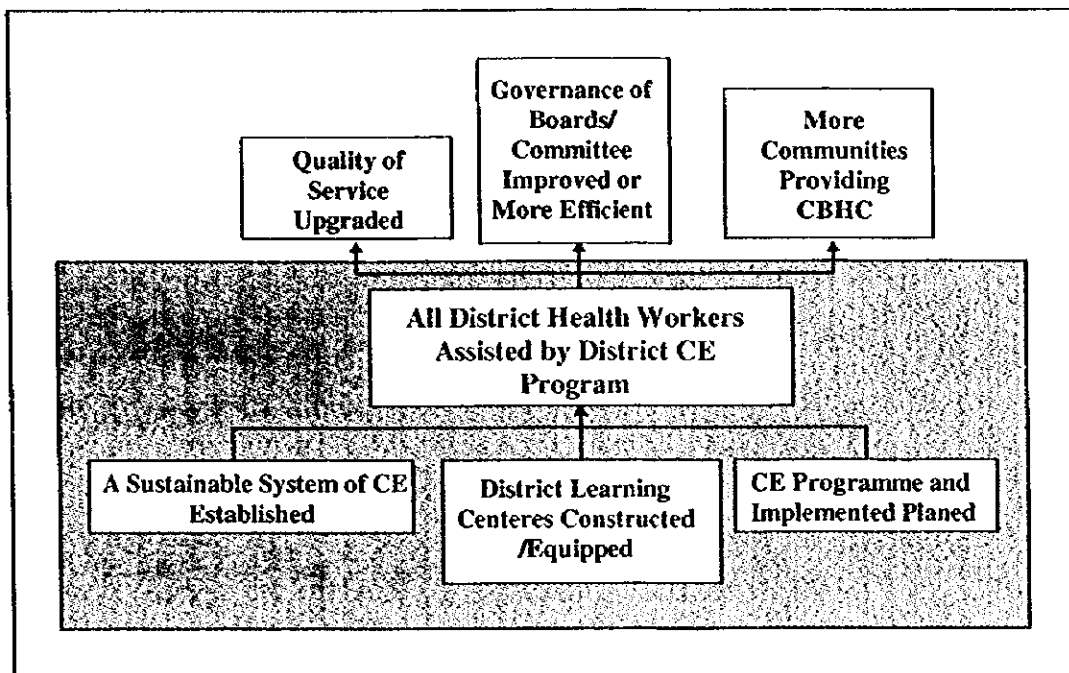 Quality of
Service
Upgraded
Governance of
Boards/
Committee
Improved or
More Efficient
More
Communities
Providing
CBHC
All District Health Workers
Assisted by District CE
Program
A Sustainable System of CE
Established
District Learning
Centeres Constructed
/Equipped
CE Programme and
Implemented Planed